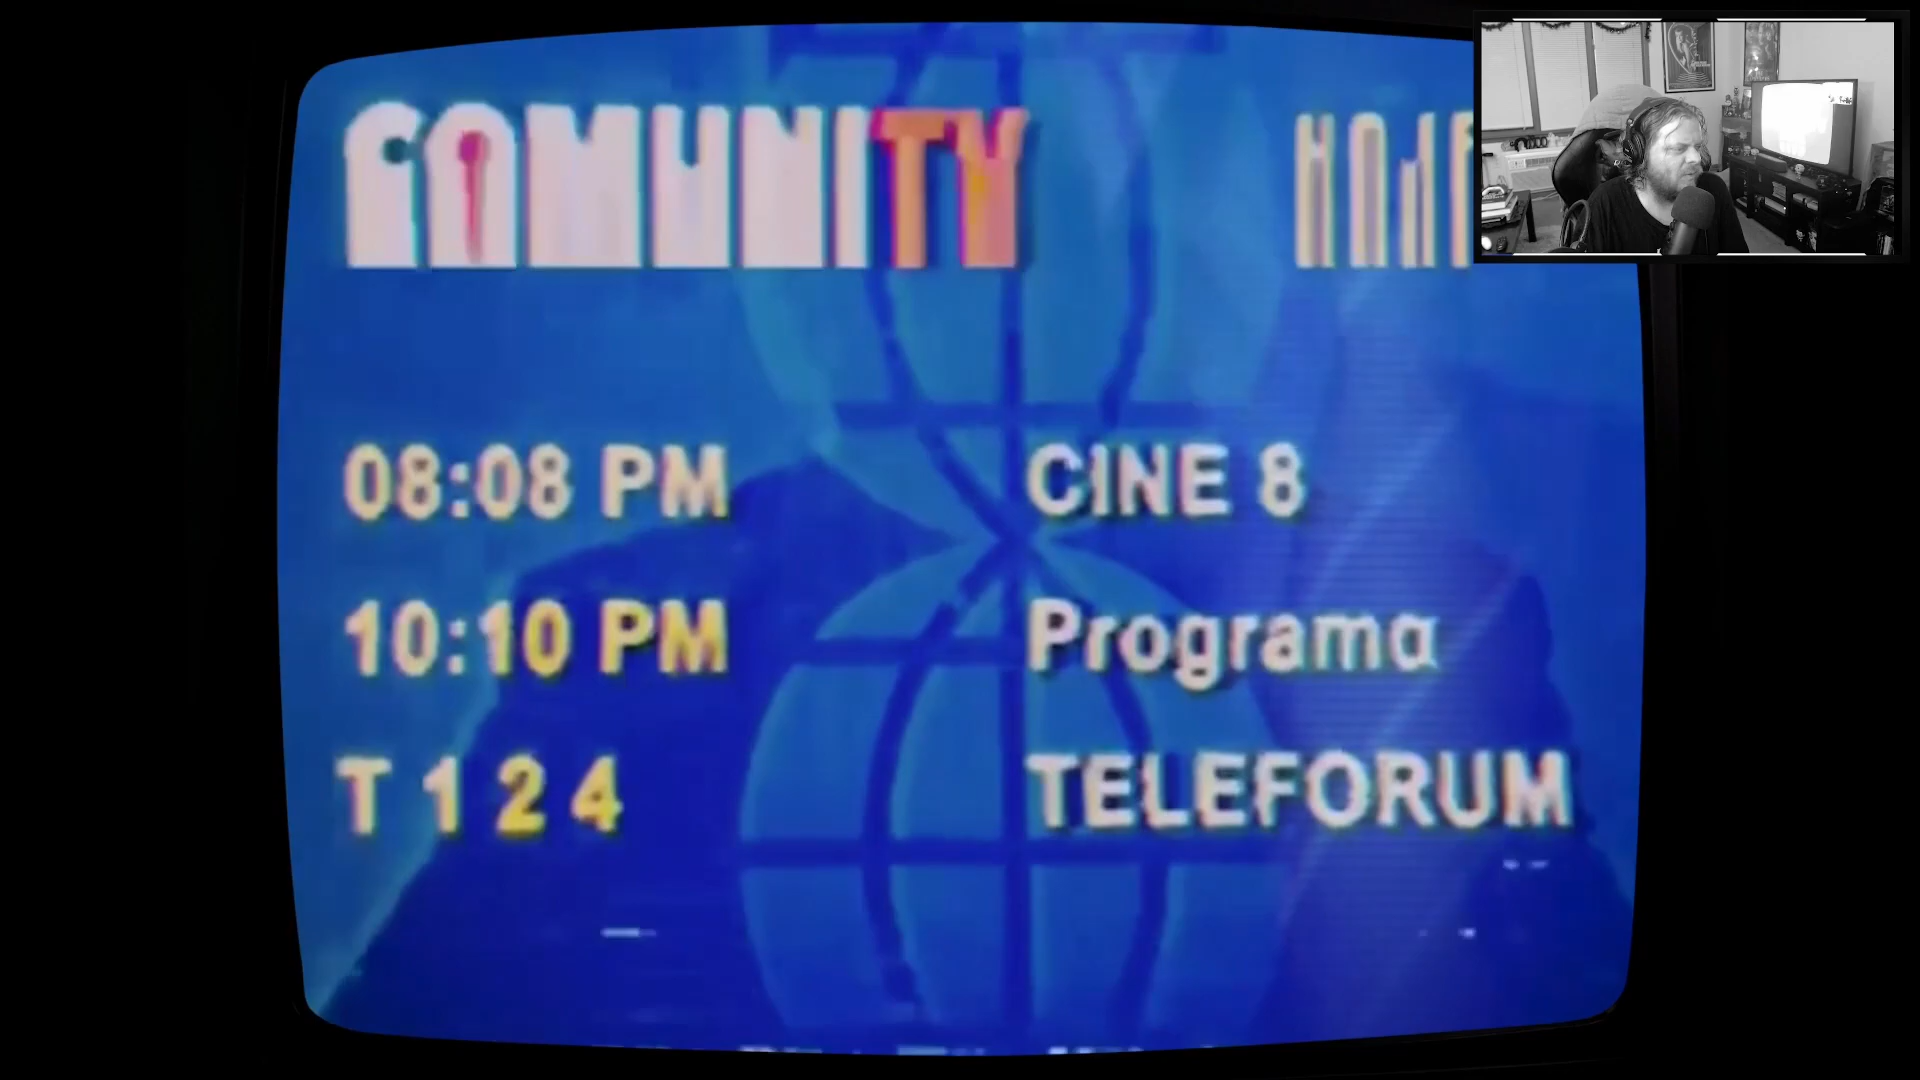 COMUNITY
08:08 PM CINE 8
10:10 PM Programa
T 1 2 4 TELEFORUM